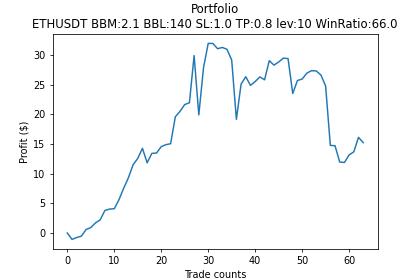 Portfolio
ETHUSDT BBM:2.1 BBL:140 SL:1.0 TP:0.8 lev:10 WinRatio:66.0
Profit ($)
30
25
20
15
10
5
0
0 10 20 30 40 50 60
Trade counts